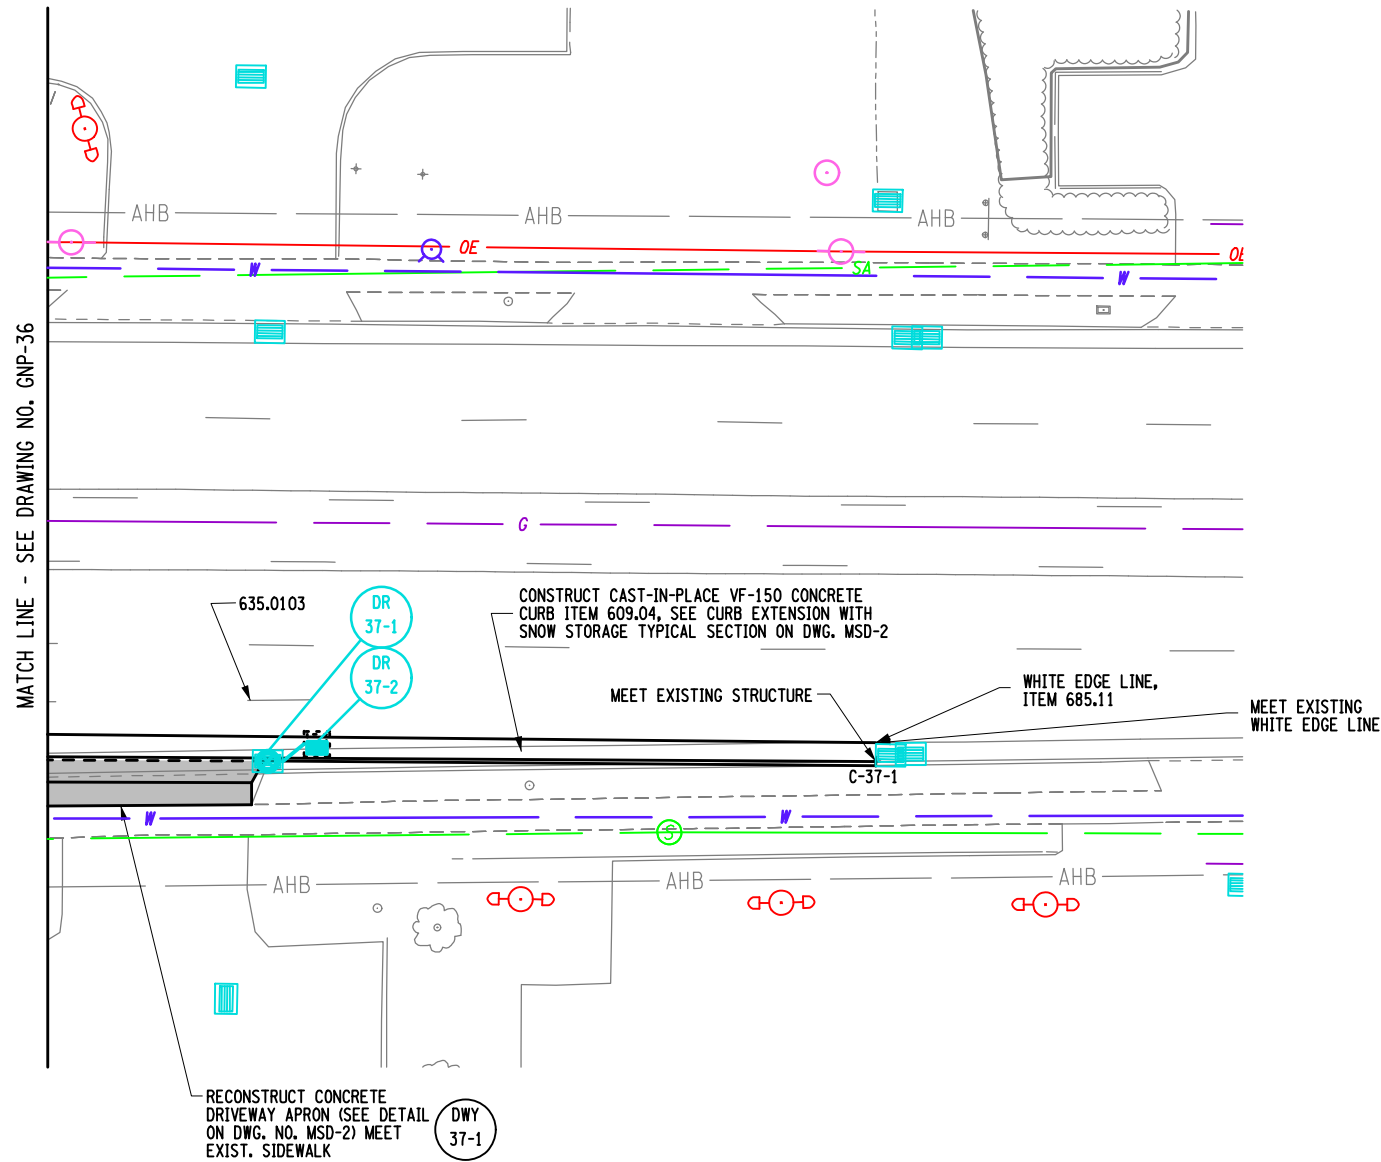 AHB
AHB
AHB
OE
OE
W
SA
W
MATCH LINE - SEE DRAWING NO. GNP-36
G
635.0103
DR
37-1
DR
37-2
CONSTRUCT CAST-IN-PLACE VF-150 CONCRETE
CURB ITEM 609.04, SEE CURB EXTENSION WITH
SNOW STORAGE TYPICAL SECTION ON DWG. MSD-2
MEET EXISTING STRUCTURE
WHITE EDGE LINE,
ITEM 685.11
MEET EXISTING
WHITE EDGE LINE
C-37-1
W
W
S
AHB
AHB
AHB
RECONSTRUCT CONCRETE
DRIVEWAY APRON (SEE DETAIL
ON DWG. NO. MSD-2) MEET
EXIST. SIDEWALK
DWY
37-1